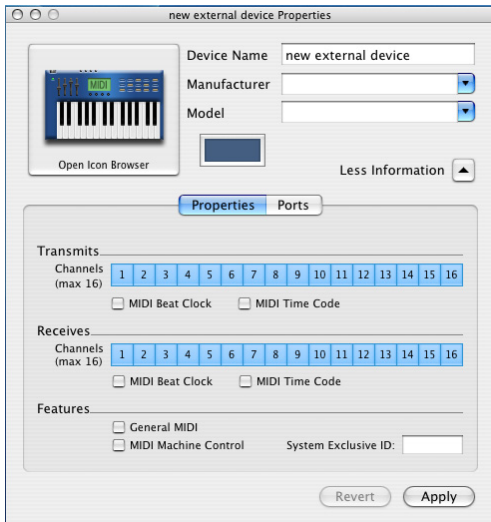 new external device Properties
MIDI
Open Icon Browser
Device Name new external device
Manufacturer
Model
Less Information
Properties Ports
Transmits
Channels (max 16) 1 2 3 4 5 6 7 8 9 10 11 12 13 14 15 16
MIDI Beat Clock MIDI Time Code
Receives
Channels (max 16) 1 2 3 4 5 6 7 8 9 10 11 12 13 14 15 16
MIDI Beat Clock MIDI Time Code
Features
General MIDI
MIDI Machine Control System Exclusive ID:
Revert Apply